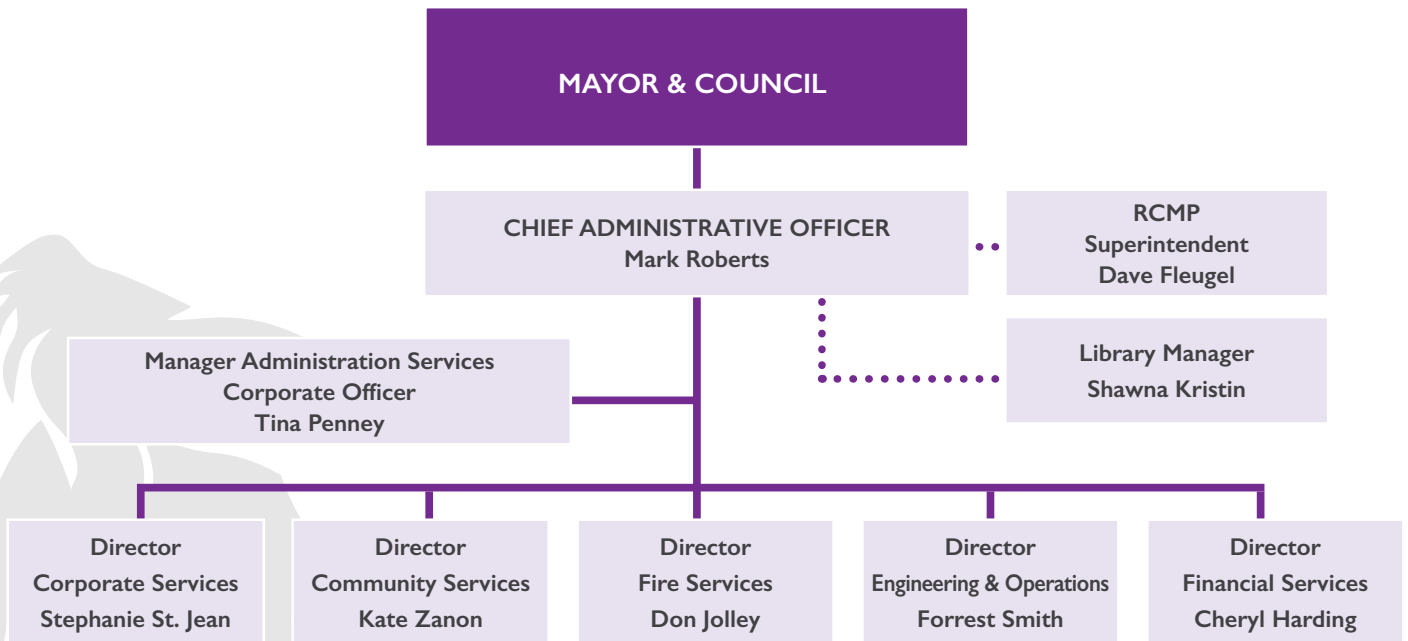 MAYOR & COUNCIL
CHIEF ADMINISTRATIVE OFFICER
Mark Roberts
RCMP
Superintendent
Dave Fleugel
Library Manager
Shawna Kristin
Manager Administration Services
Corporate Officer
Tina Penney
Director
Corporate Services
Stephanie St. Jean
Director
Community Services
Kate Zanon
Director
Fire Services
Don Jolley
Director
Engineering & Operations
Forrest Smith
Director
Financial Services
Cheryl Harding